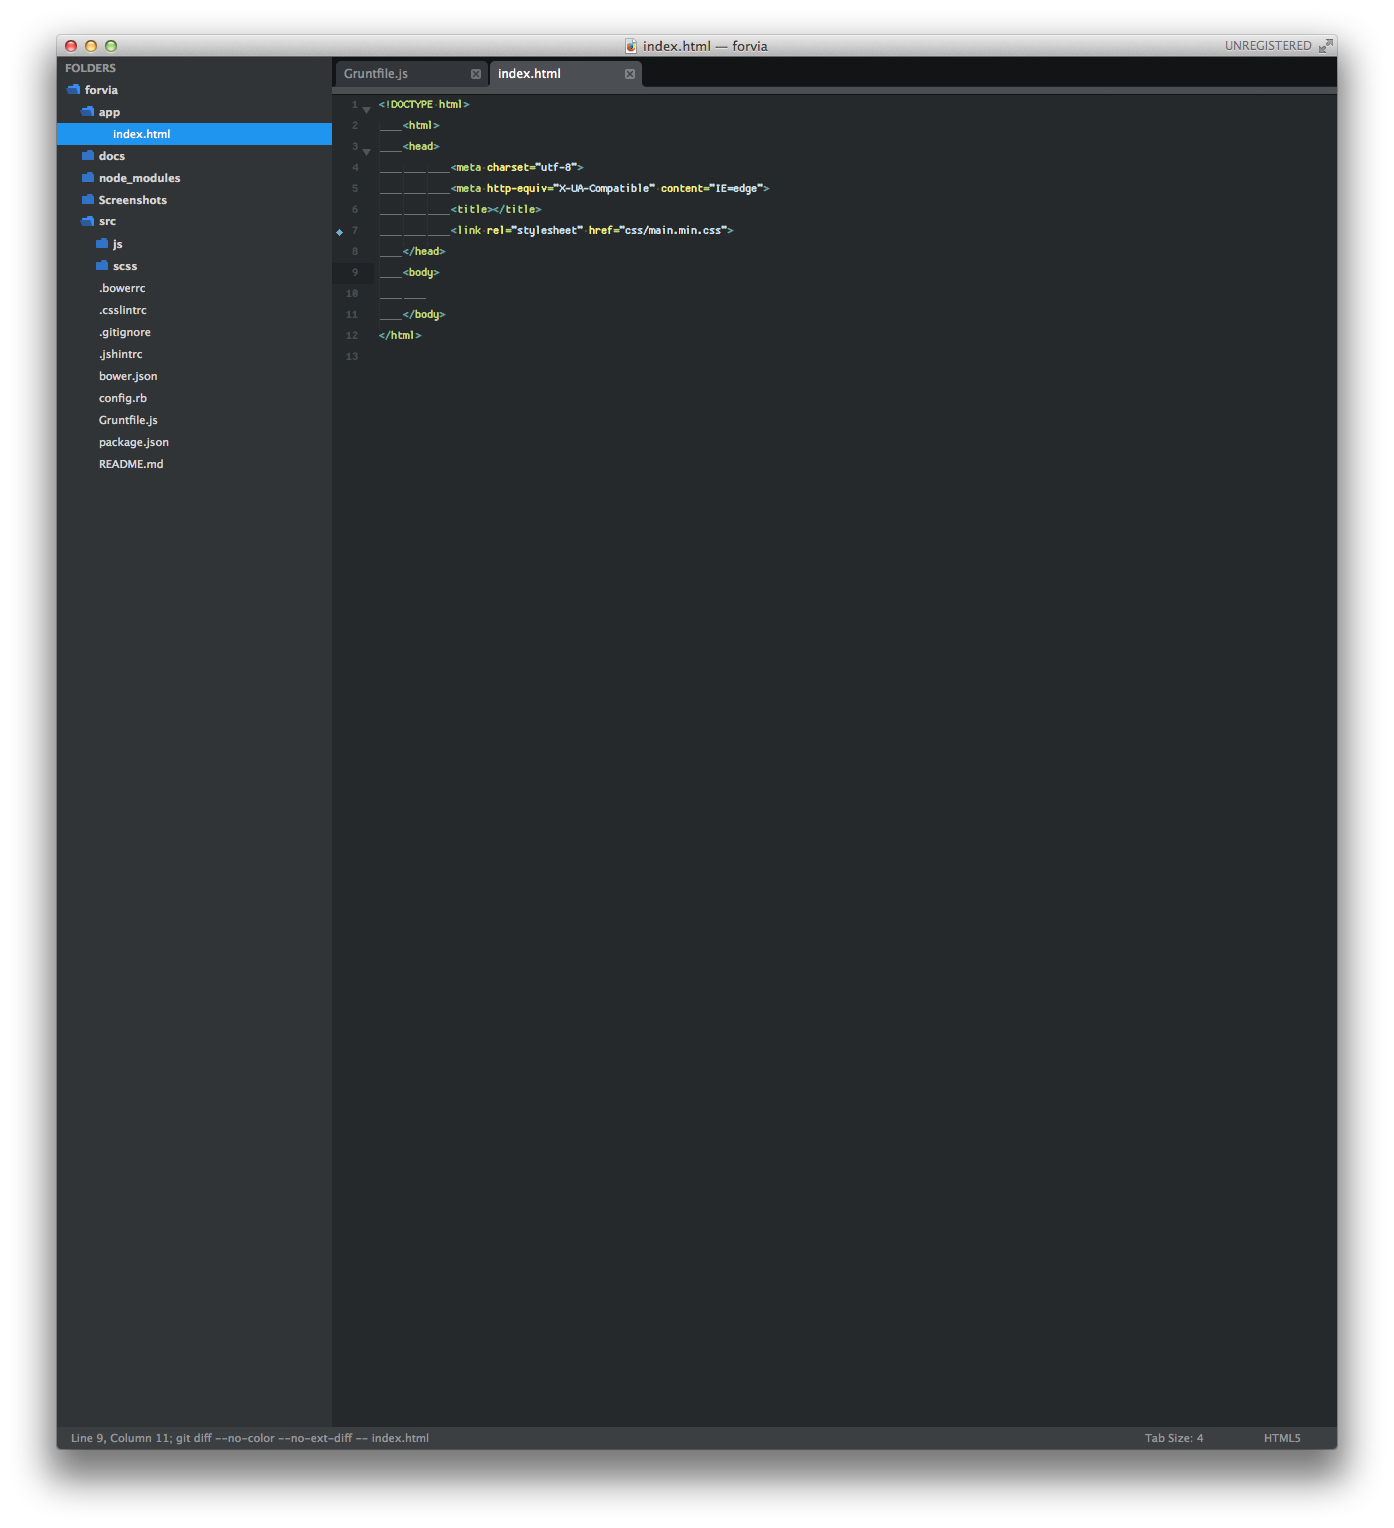 index.html — forvia
UNREGISTERED
FOLDERS
forvia
app
index.html
docs
node_modules
Screenshots
src
js
scss
.bowerrc
.csslintrc
.gitignore
.jshintrc
bower.json
config.rb
Gruntfile.js
package.json
README.md
Gruntfile.js
index.html
1 <!DOCTYPE html>
2 <html>
3 <head>
4 <meta charset="utf-8">
5 <meta http-equiv="X-UA-Compatible" content="IE=edge">
6 <title></title>
7 <link rel="stylesheet" href="css/main.min.css">
8 </head>
9 <body>
10
11 </body>
12 </html>
13
Line 9, Column 11; git diff --no-color --no-ext-diff -- index.html
Tab Size: 4
HTML5